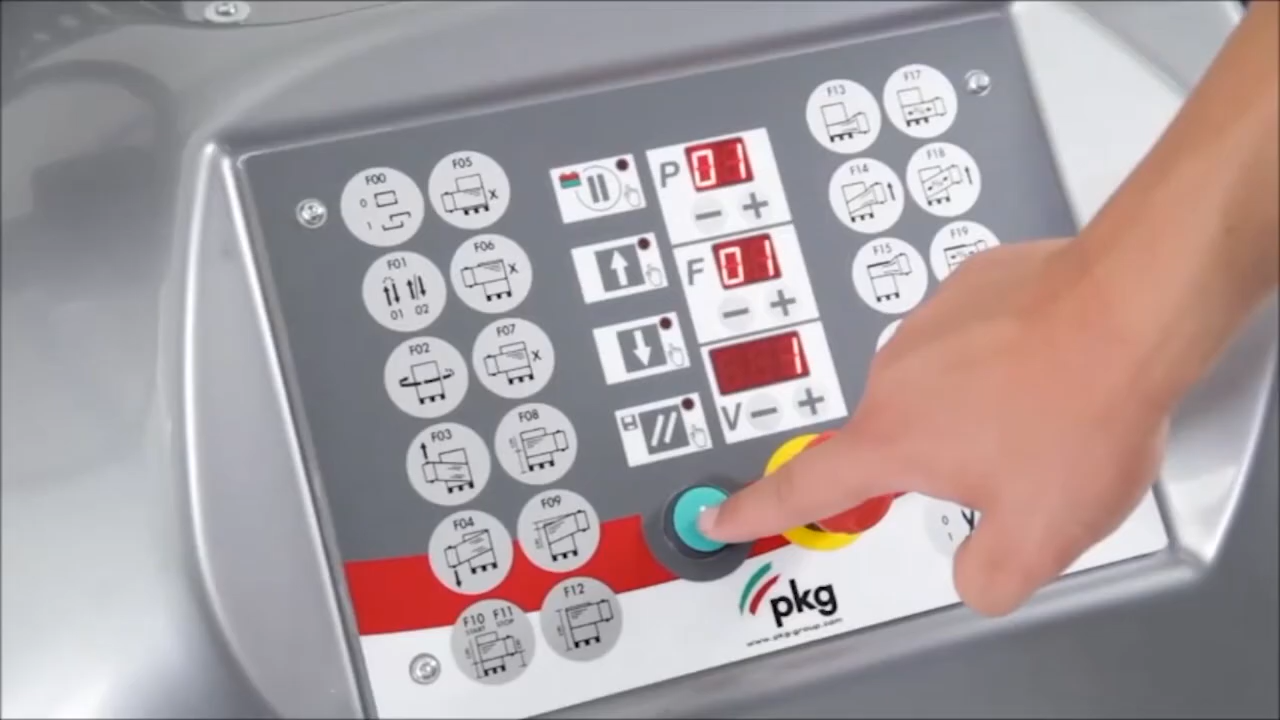 F00
0
1
F05
X
F01
01 02
F06
X
F02
F07
X
F03
F08
F04
F09
F10 F11
START STOP
F12
P 01
- +
F 01
- +
1
V - +
F13
F17
F14
F18
F15
F19
0
1
pkg
www.pkg-group.com